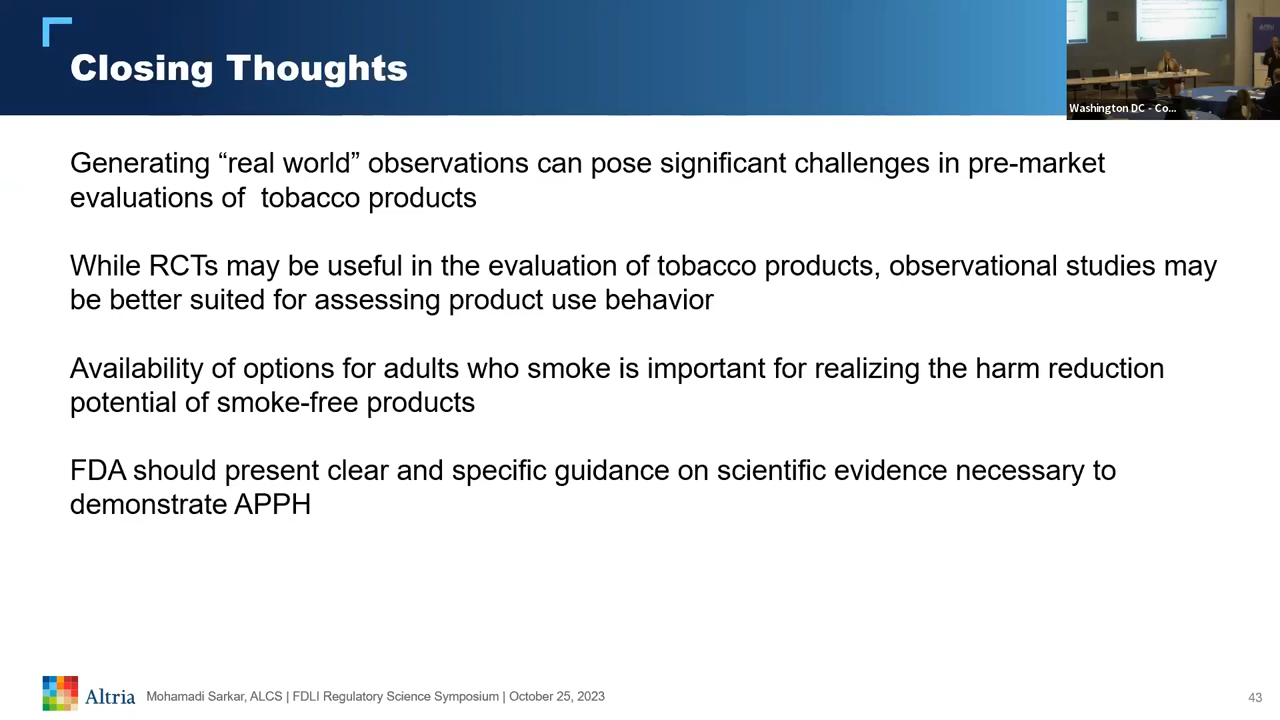 Closing Thoughts
Washington DC - Co...
Generating “real world” observations can pose significant challenges in pre-market
evaluations of  tobacco products
While RCTs may be useful in the evaluation of tobacco products, observational studies may
be better suited for assessing product use behavior
Availability of options for adults who smoke is important for realizing the harm reduction
potential of smoke-free products
FDA should present clear and specific guidance on scientific evidence necessary to
demonstrate APPH
Altria Mohamadi Sarkar, ALCS | FDLI Regulatory Science Symposium | October 25, 2023
43